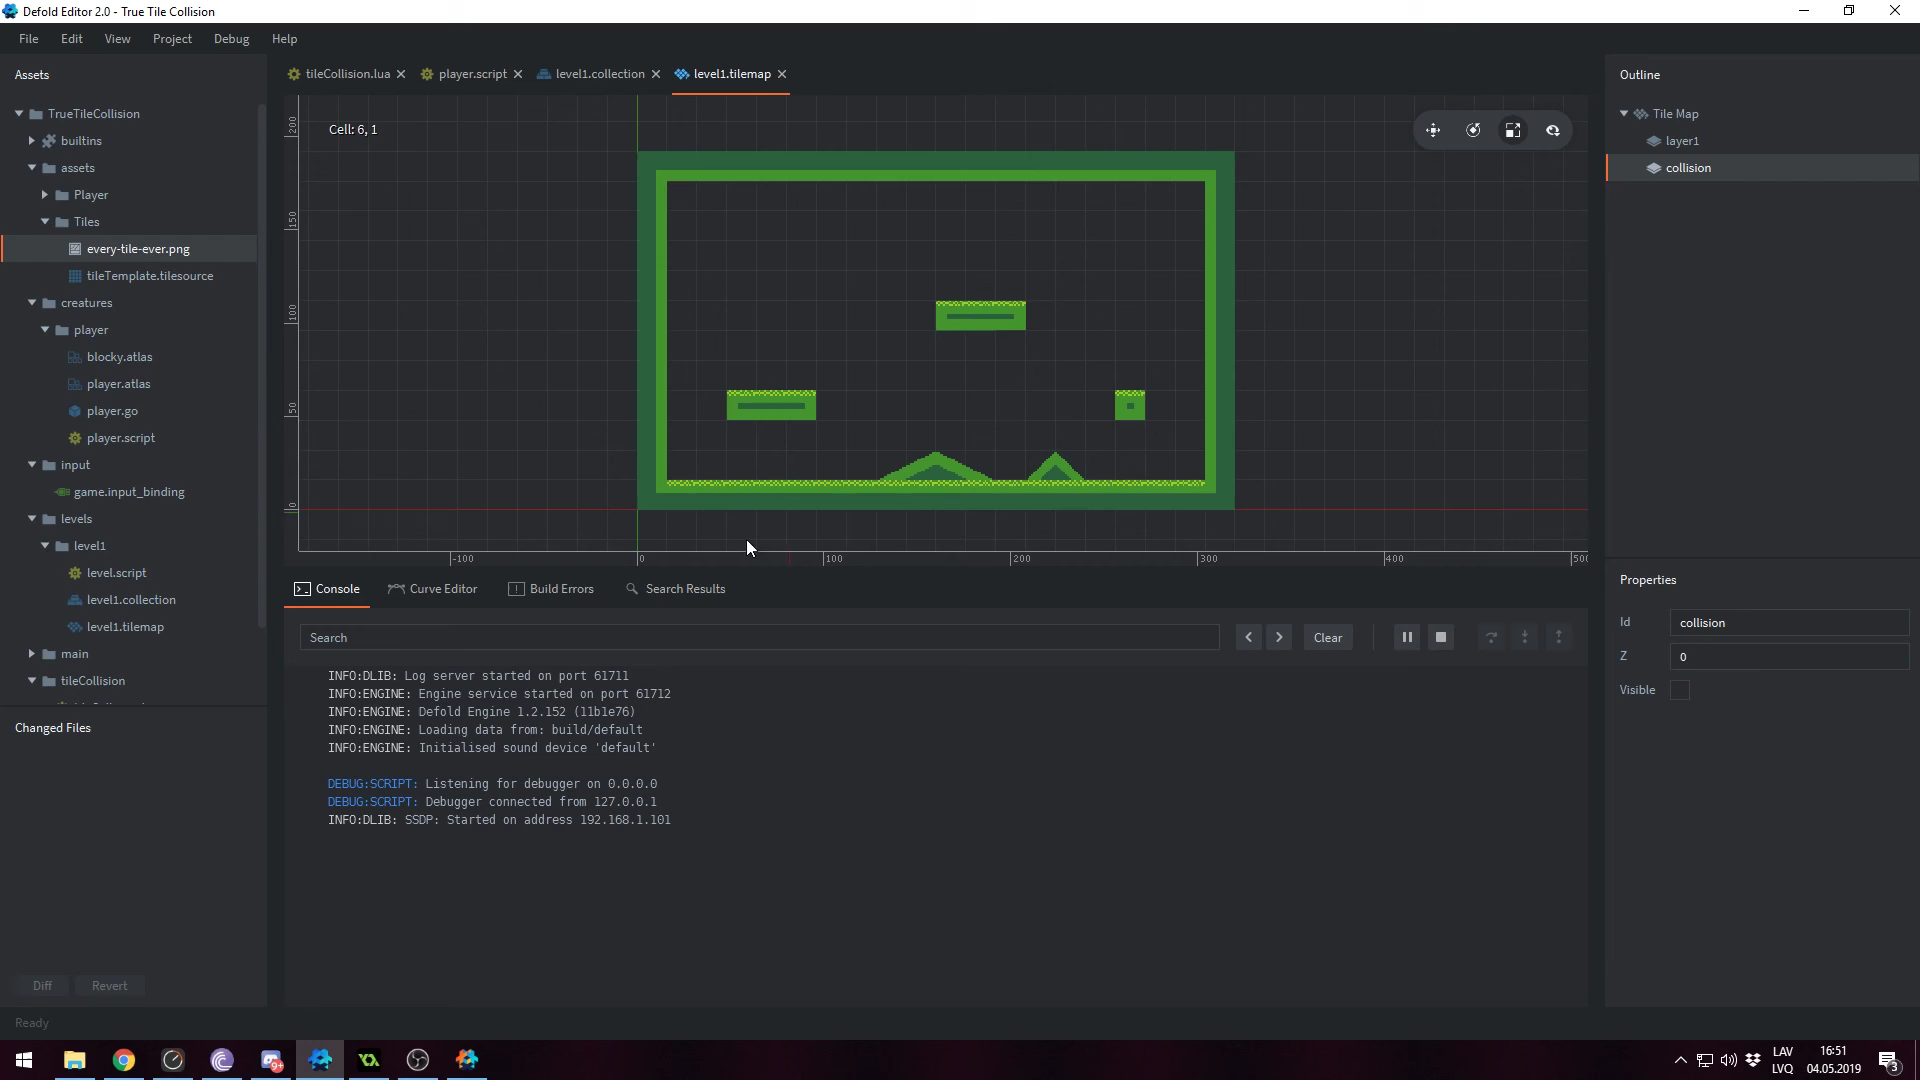 Defold Editor 2.0 - True Tile Collision
File Edit View Project Debug Help
Assets
TrueTileCollision
builtins
assets
Player
Tiles
every-tile-ever.png
tileTemplate.tilesource
creatures
player
blocky.atlas
player.atlas
player.go
player.script
input
game.input_binding
levels
level1
level.script
level1.collection
level1.tilemap
main
tileCollision
Changed Files
Diff Revert
Ready
tileCollision.lua player.script level1.collection level1.tilemap
Cell: 6, 1
200
150
100
50
0
-100 0 100 200 300 400 500
Console Curve Editor Build Errors Search Results
Search
Clear
INFO:DLIB: Log server started on port 61711
INFO:ENGINE: Engine service started on port 61712
INFO:ENGINE: Defold Engine 1.2.152 (11b1e76)
INFO:ENGINE: Loading data from: build/default
INFO:ENGINE: Initialised sound device 'default'
DEBUG:SCRIPT: Listening for debugger on 0.0.0.0
DEBUG:SCRIPT: Debugger connected from 127.0.0.1
INFO:DLIB: SSDP: Started on address 192.168.1.101
Outline
Tile Map
layer1
collision
Properties
Id collision
Z 0
Visible
9+
LAV
LVQ
16:51
04.05.2019
3